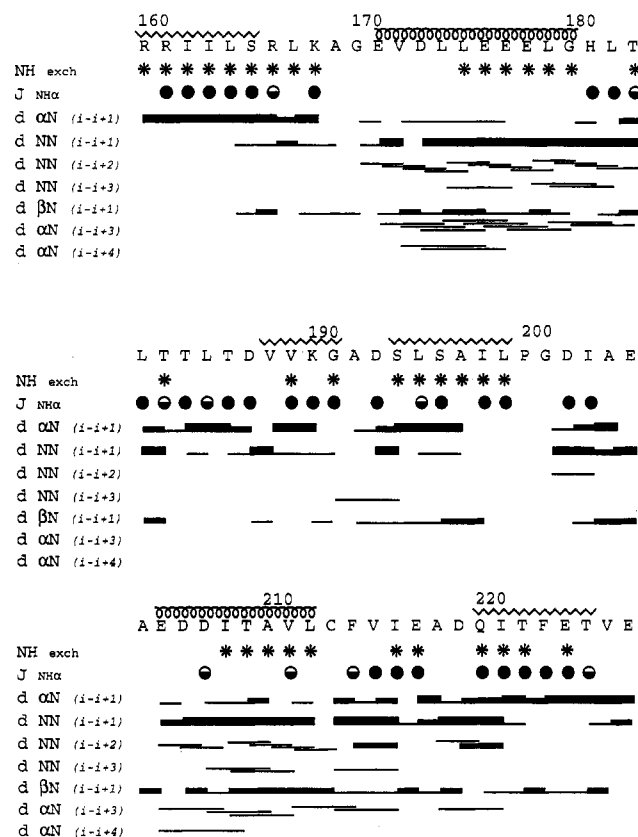 160 170 180
R R I I L S R L K A G E V D L L E E E L G H L T
NH exch * * * * * * * * * * * * * * * *
J NHα
d αN (i-i+1)
d NN (i-i+1)
d NN (i-i+2)
d NN (i-i+3)
d βN (i-i+1)
d αN (i-i+3)
d αN (i-i+4)
190 200
L T T L T D V V K G A D S L S A I L P G D I A E
NH exch * * * * * * * * *
J NHα
d αN (i-i+1)
d NN (i-i+1)
d NN (i-i+2)
d NN (i-i+3)
d βN (i-i+1)
d αN (i-i+3)
d αN (i-i+4)
210 220
A E D D I T A V L C F V I E A D Q I T F E T V E
NH exch * * * * * * * * * * *
J NHα
d αN (i-i+1)
d NN (i-i+1)
d NN (i-i+2)
d NN (i-i+3)
d βN (i-i+1)
d αN (i-i+3)
d αN (i-i+4)